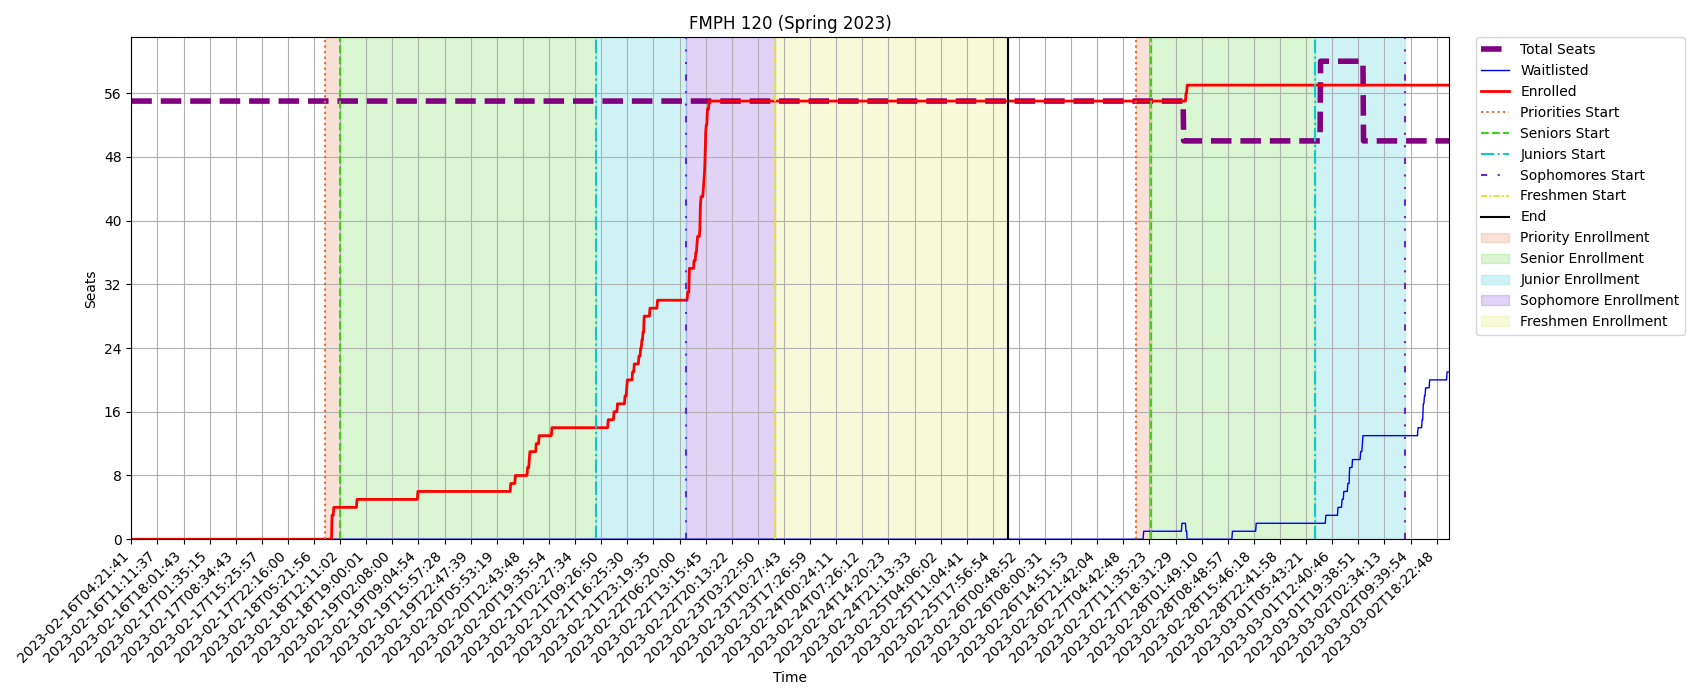 FMPH 120 (Spring 2023)
Seats
56
48
40
32
24
16
8
0
2023-02-16T04:21:41
2023-02-16T11:11:37
2023-02-16T18:01:43
2023-02-17T01:35:15
2023-02-17T08:34:43
2023-02-17T15:25:57
2023-02-17T22:16:00
2023-02-18T05:21:56
2023-02-18T12:11:02
2023-02-18T19:00:01
2023-02-19T02:08:00
2023-02-19T09:04:54
2023-02-19T15:57:28
2023-02-19T22:47:39
2023-02-20T05:53:19
2023-02-20T12:43:48
2023-02-20T19:35:54
2023-02-21T02:27:34
2023-02-21T09:26:50
2023-02-21T16:25:30
2023-02-21T23:19:35
2023-02-22T06:20:00
2023-02-22T13:15:45
2023-02-22T20:13:22
2023-02-23T03:22:50
2023-02-23T10:27:43
2023-02-23T17:26:59
2023-02-24T00:24:11
2023-02-24T07:26:12
2023-02-24T14:20:23
2023-02-24T21:13:33
2023-02-25T04:06:02
2023-02-25T11:04:41
2023-02-25T17:56:54
2023-02-26T00:48:52
2023-02-26T08:00:31
2023-02-26T14:51:53
2023-02-26T21:42:04
2023-02-27T04:42:48
2023-02-27T11:35:23
2023-02-27T18:31:29
2023-02-28T01:49:10
2023-02-28T08:48:57
2023-02-28T15:46:18
2023-02-28T22:41:58
2023-03-01T05:43:21
2023-03-01T12:40:46
2023-03-01T19:38:51
2023-03-02T02:34:13
2023-03-02T09:39:54
2023-03-02T18:22:48
Time
Total Seats
Waitlisted
Enrolled
Priorities Start
Seniors Start
Juniors Start
Sophomores Start
Freshmen Start
End
Priority Enrollment
Senior Enrollment
Junior Enrollment
Sophomore Enrollment
Freshmen Enrollment